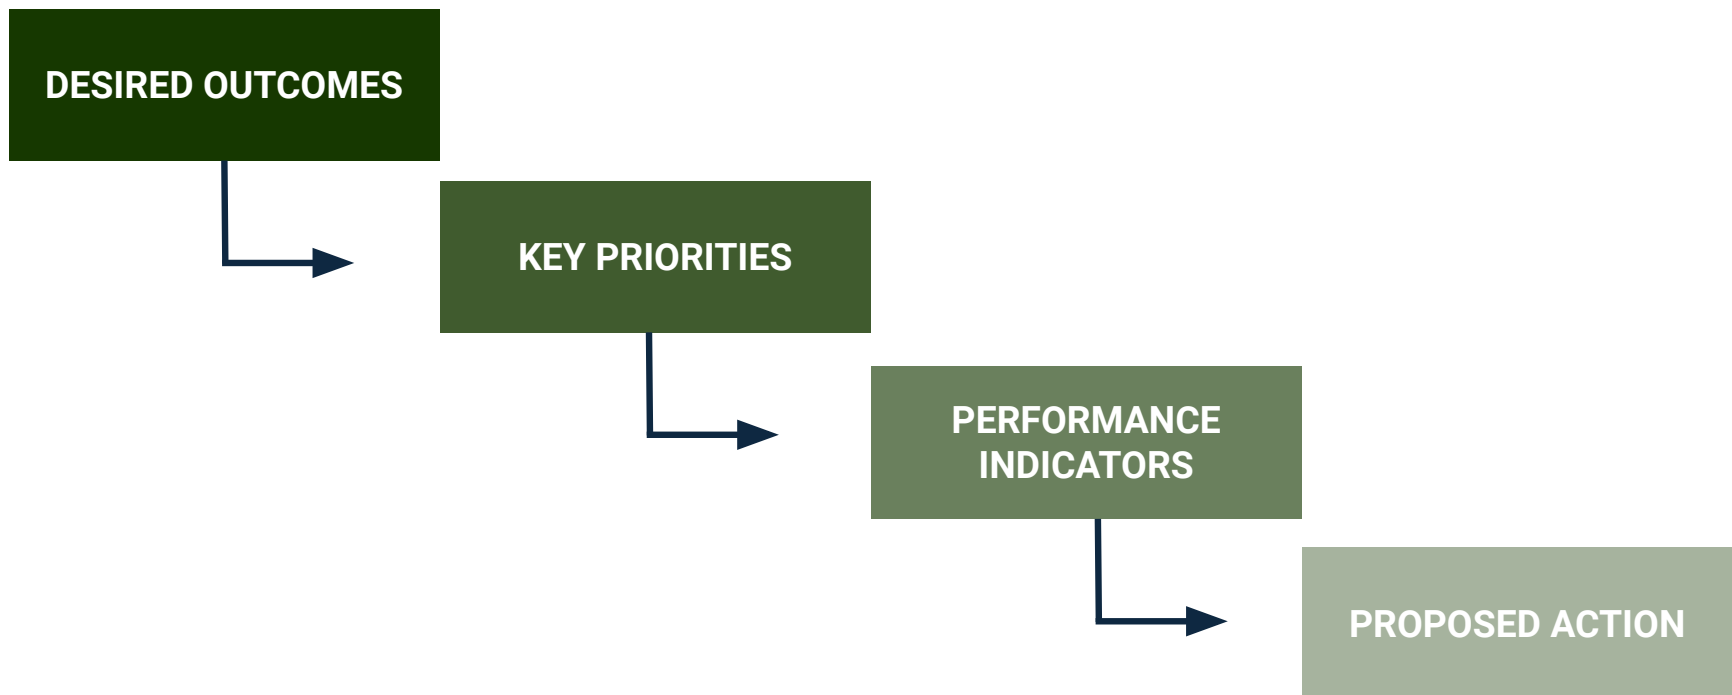 DESIRED OUTCOMES
KEY PRIORITIES
PERFORMANCE
INDICATORS
PROPOSED ACTION